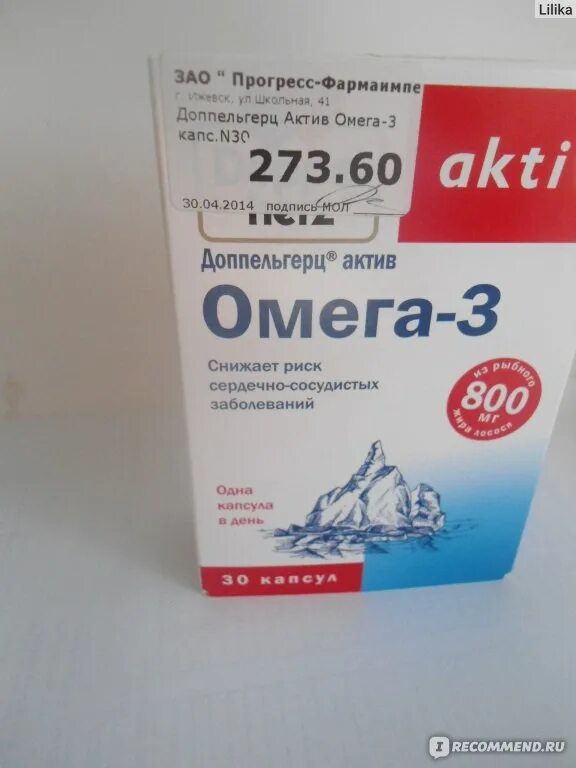 Lilika
ЗАО " Прогресс-Фармаимпе
г. Ижевск, ул.Школьная, 41
Доппельгерц Актив Омега-3
капс.N30
273.60
30.04.2014 подпись МОЛ
akti
herz
Доппельгерц® актив
Омега-3
Снижает риск
сердечно-сосудистых
заболеваний
из рыбного
800
мг
жира лосося
Одна
капсула
в день
30 капсул
I RECOMMEND.RU